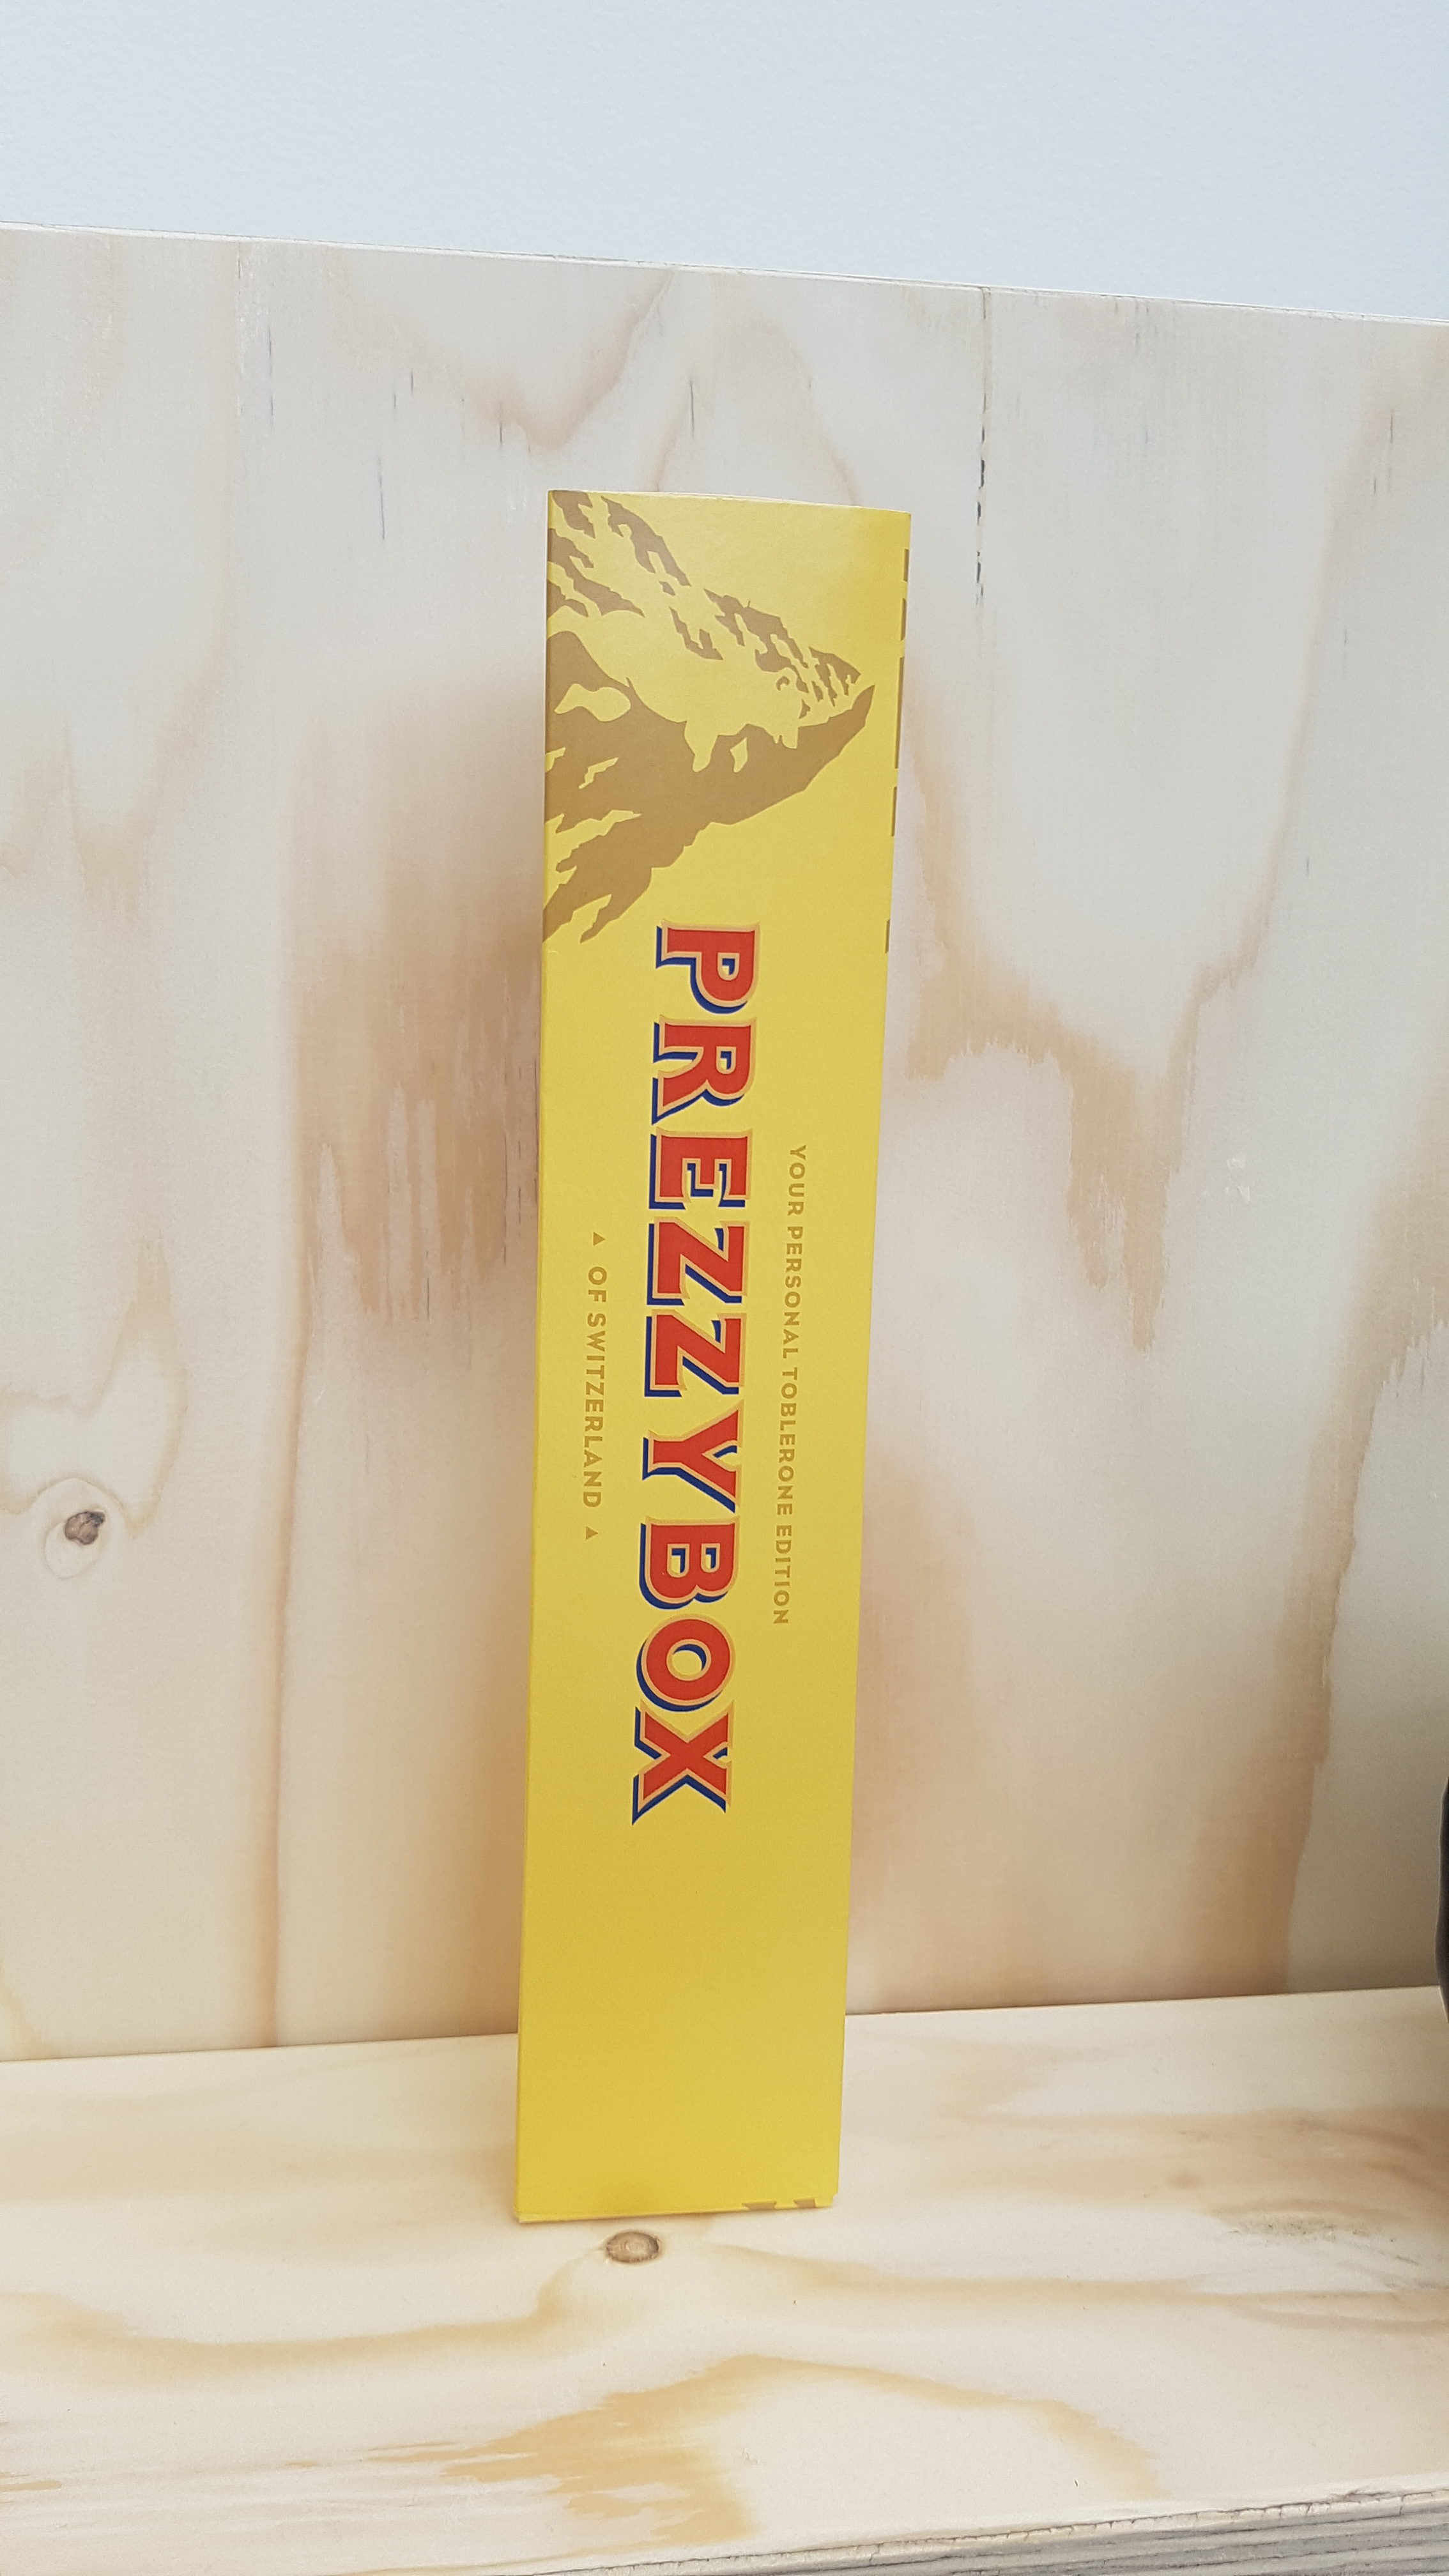 YOUR PERSONAL TOBLERONE EDITION
PREZZYBOX
▲ OF SWITZERLAND ▲